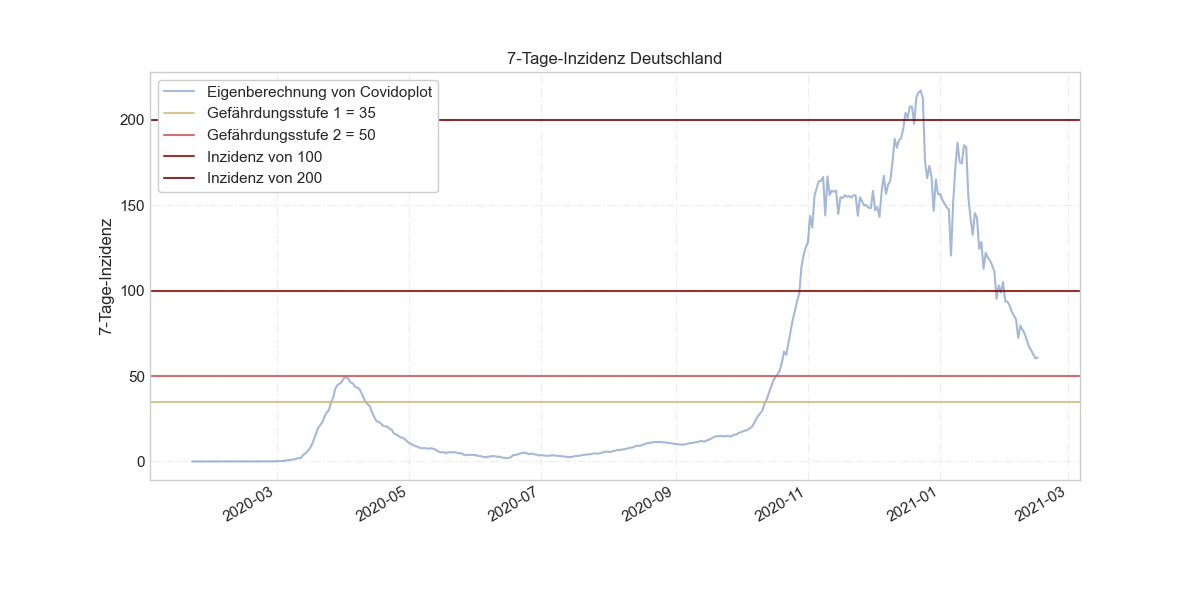 7-Tage-Inzidenz Deutschland
Eigenberechnung von Covidoplot
Gefährdungsstufe 1 = 35
Gefährdungsstufe 2 = 50
Inzidenz von 100
Inzidenz von 200
7-Tage-Inzidenz
200
150
100
50
0
2020-03
2020-05
2020-07
2020-09
2020-11
2021-01
2021-03